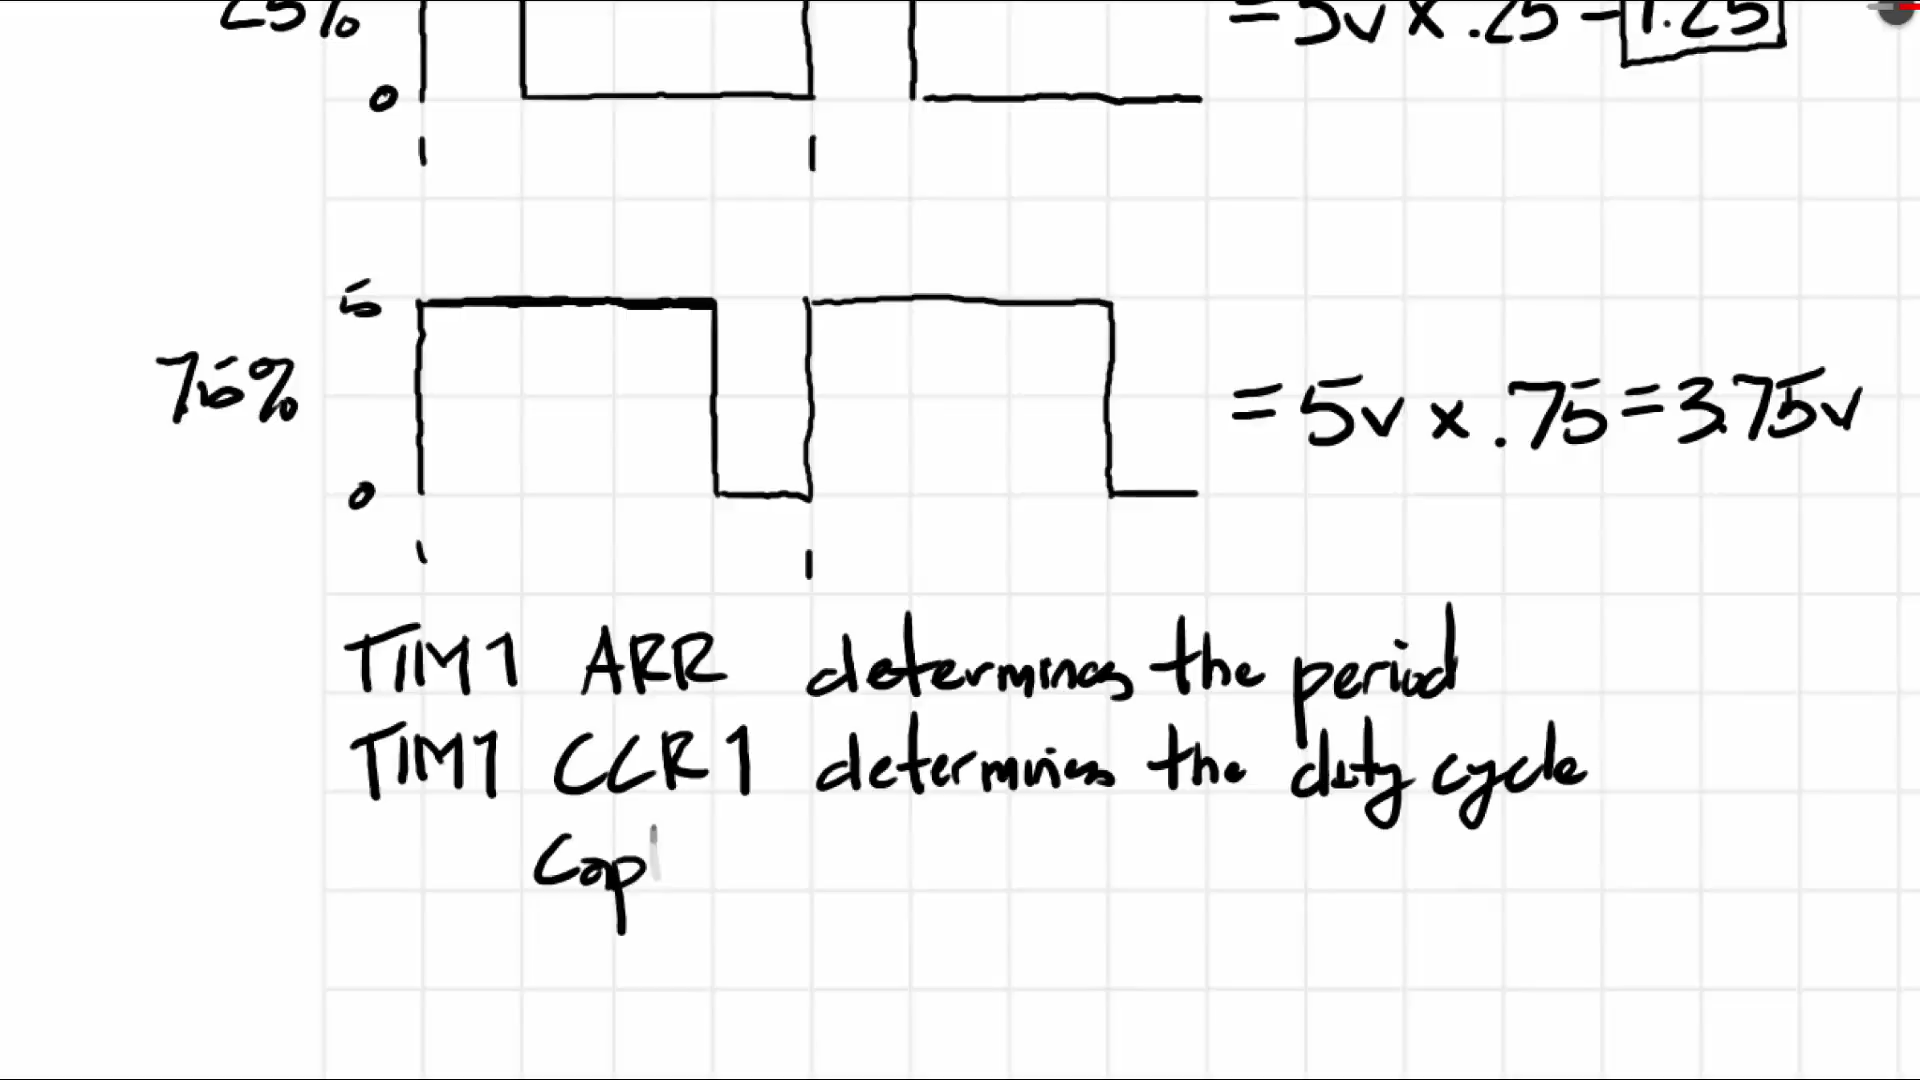 25%
= 5v x .25 = 1.25
0
5
75%
= 5v x .75 = 3.75v
0
TIM1 ARR determines the period
TIM1 CCR1 determines the duty cycle
Cap